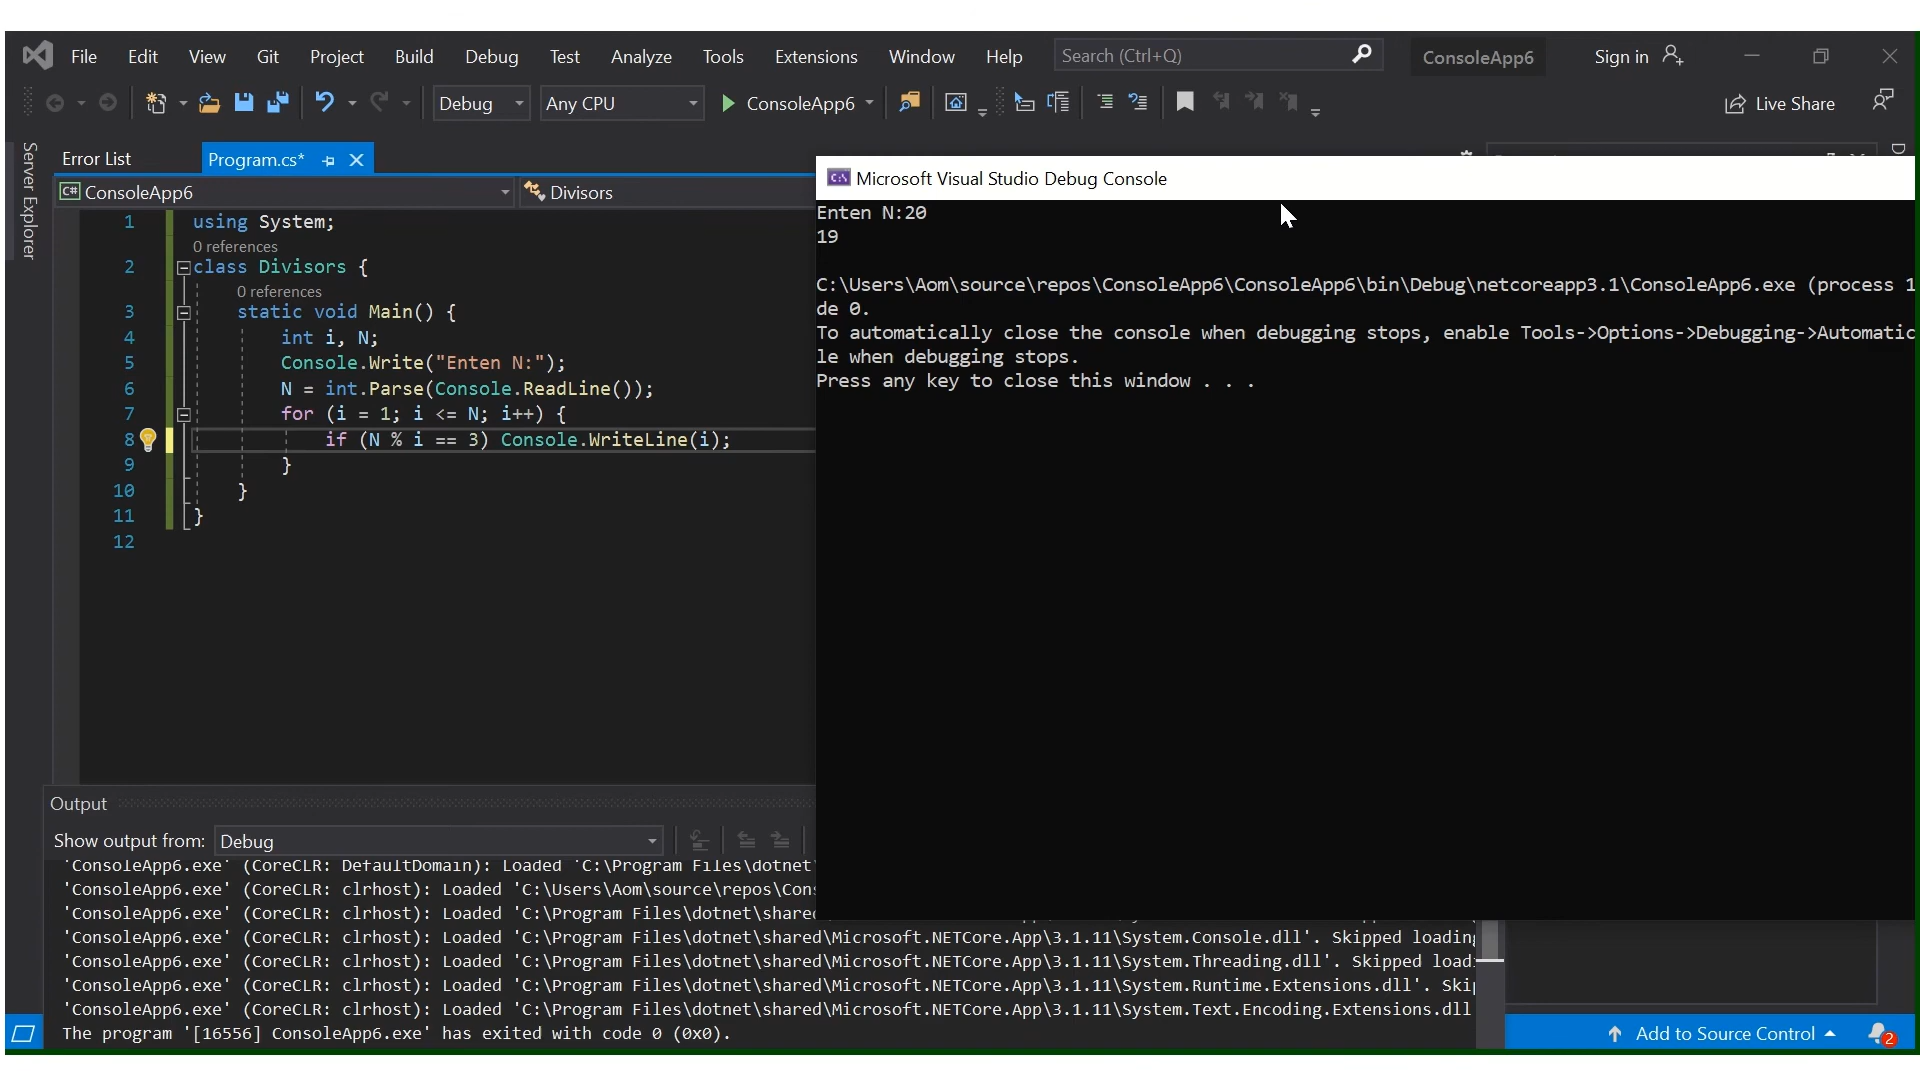 File Edit View Git Project Build Debug Test Analyze Tools Extensions Window Help Search (Ctrl+Q) ConsoleApp6 Sign in
Debug Any CPU ConsoleApp6 Live Share
Server Explorer
Error List Program.cs*
C# ConsoleApp6 Divisors
1 using System;
0 references
2 class Divisors {
0 references
3 static void Main() {
4 int i, N;
5 Console.Write("Enten N:");
6 N = int.Parse(Console.ReadLine());
7 for (i = 1; i <= N; i++) {
8 if (N % i == 3) Console.WriteLine(i);
9 }
10 }
11 }
12
Microsoft Visual Studio Debug Console
Enten N:20
19
C:\Users\Aom\source\repos\ConsoleApp6\ConsoleApp6\bin\Debug\netcoreapp3.1\ConsoleApp6.exe (process 1
de 0.
To automatically close the console when debugging stops, enable Tools->Options->Debugging->Automatic
le when debugging stops.
Press any key to close this window . . .
Output
Show output from: Debug
'ConsoleApp6.exe' (CoreCLR: DefaultDomain): Loaded 'C:\Program Files\dotnet
'ConsoleApp6.exe' (CoreCLR: clrhost): Loaded 'C:\Users\Aom\source\repos\Con
'ConsoleApp6.exe' (CoreCLR: clrhost): Loaded 'C:\Program Files\dotnet\shared
'ConsoleApp6.exe' (CoreCLR: clrhost): Loaded 'C:\Program Files\dotnet\shared\Microsoft.NETCore.App\3.1.11\System.Console.dll'. Skipped loading
'ConsoleApp6.exe' (CoreCLR: clrhost): Loaded 'C:\Program Files\dotnet\shared\Microsoft.NETCore.App\3.1.11\System.Threading.dll'. Skipped load
'ConsoleApp6.exe' (CoreCLR: clrhost): Loaded 'C:\Program Files\dotnet\shared\Microsoft.NETCore.App\3.1.11\System.Runtime.Extensions.dll'. Ski
'ConsoleApp6.exe' (CoreCLR: clrhost): Loaded 'C:\Program Files\dotnet\shared\Microsoft.NETCore.App\3.1.11\System.Text.Encoding.Extensions.dll
The program '[16556] ConsoleApp6.exe' has exited with code 0 (0x0).
Add to Source Control 2